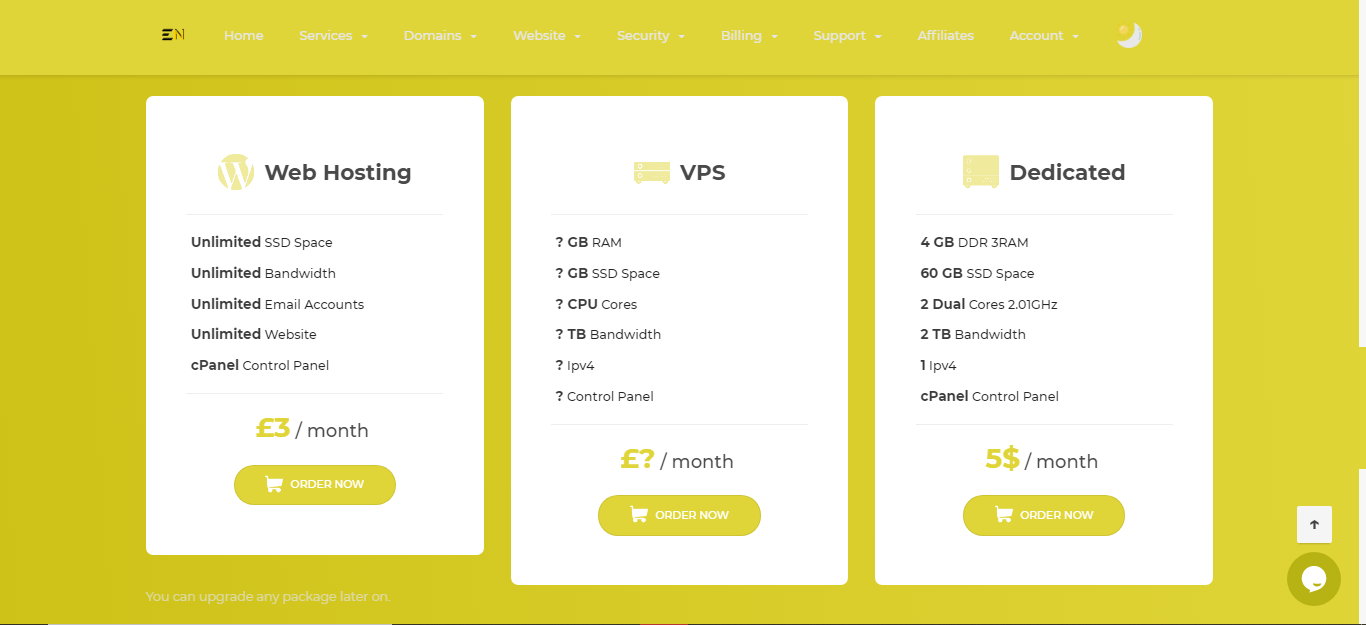 EN Home Services Domains Website Security Billing Support Affiliates Account
Web Hosting
Unlimited SSD Space
Unlimited Bandwidth
Unlimited Email Accounts
Unlimited Website
cPanel Control Panel
£3 / month
ORDER NOW
VPS
? GB RAM
? GB SSD Space
? CPU Cores
? TB Bandwidth
? Ipv4
? Control Panel
£? / month
ORDER NOW
Dedicated
4 GB DDR 3RAM
60 GB SSD Space
2 Dual Cores 2.01GHz
2 TB Bandwidth
1 Ipv4
cPanel Control Panel
5$ / month
ORDER NOW
You can upgrade any package later on.